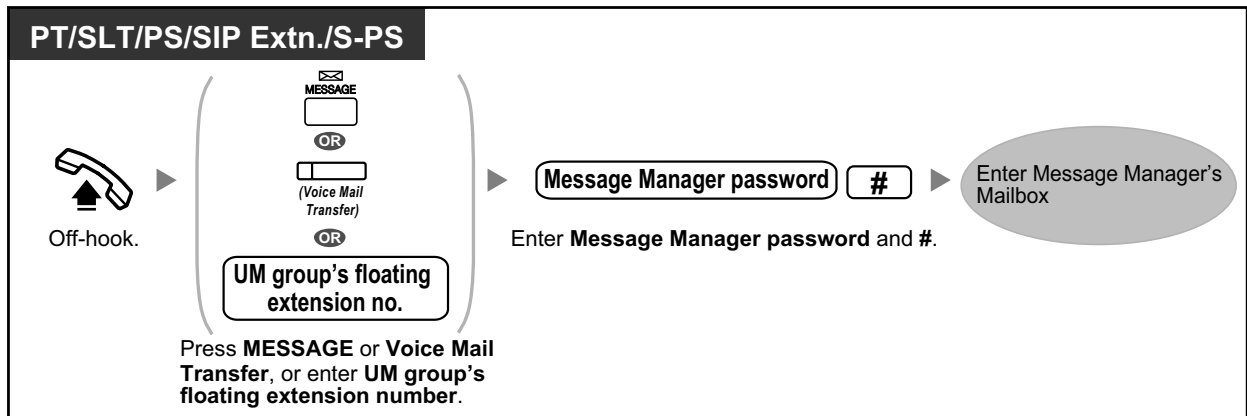 PT/SLT/PS/SIP Extn./S-PS
MESSAGE
OR
(Voice Mail
Transfer)
OR
UM group's floating
extension no.
Off-hook.
Press MESSAGE or Voice Mail
Transfer, or enter UM group's
floating extension number.
Message Manager password
#
Enter Message Manager password and #.
Enter Message Manager's
Mailbox